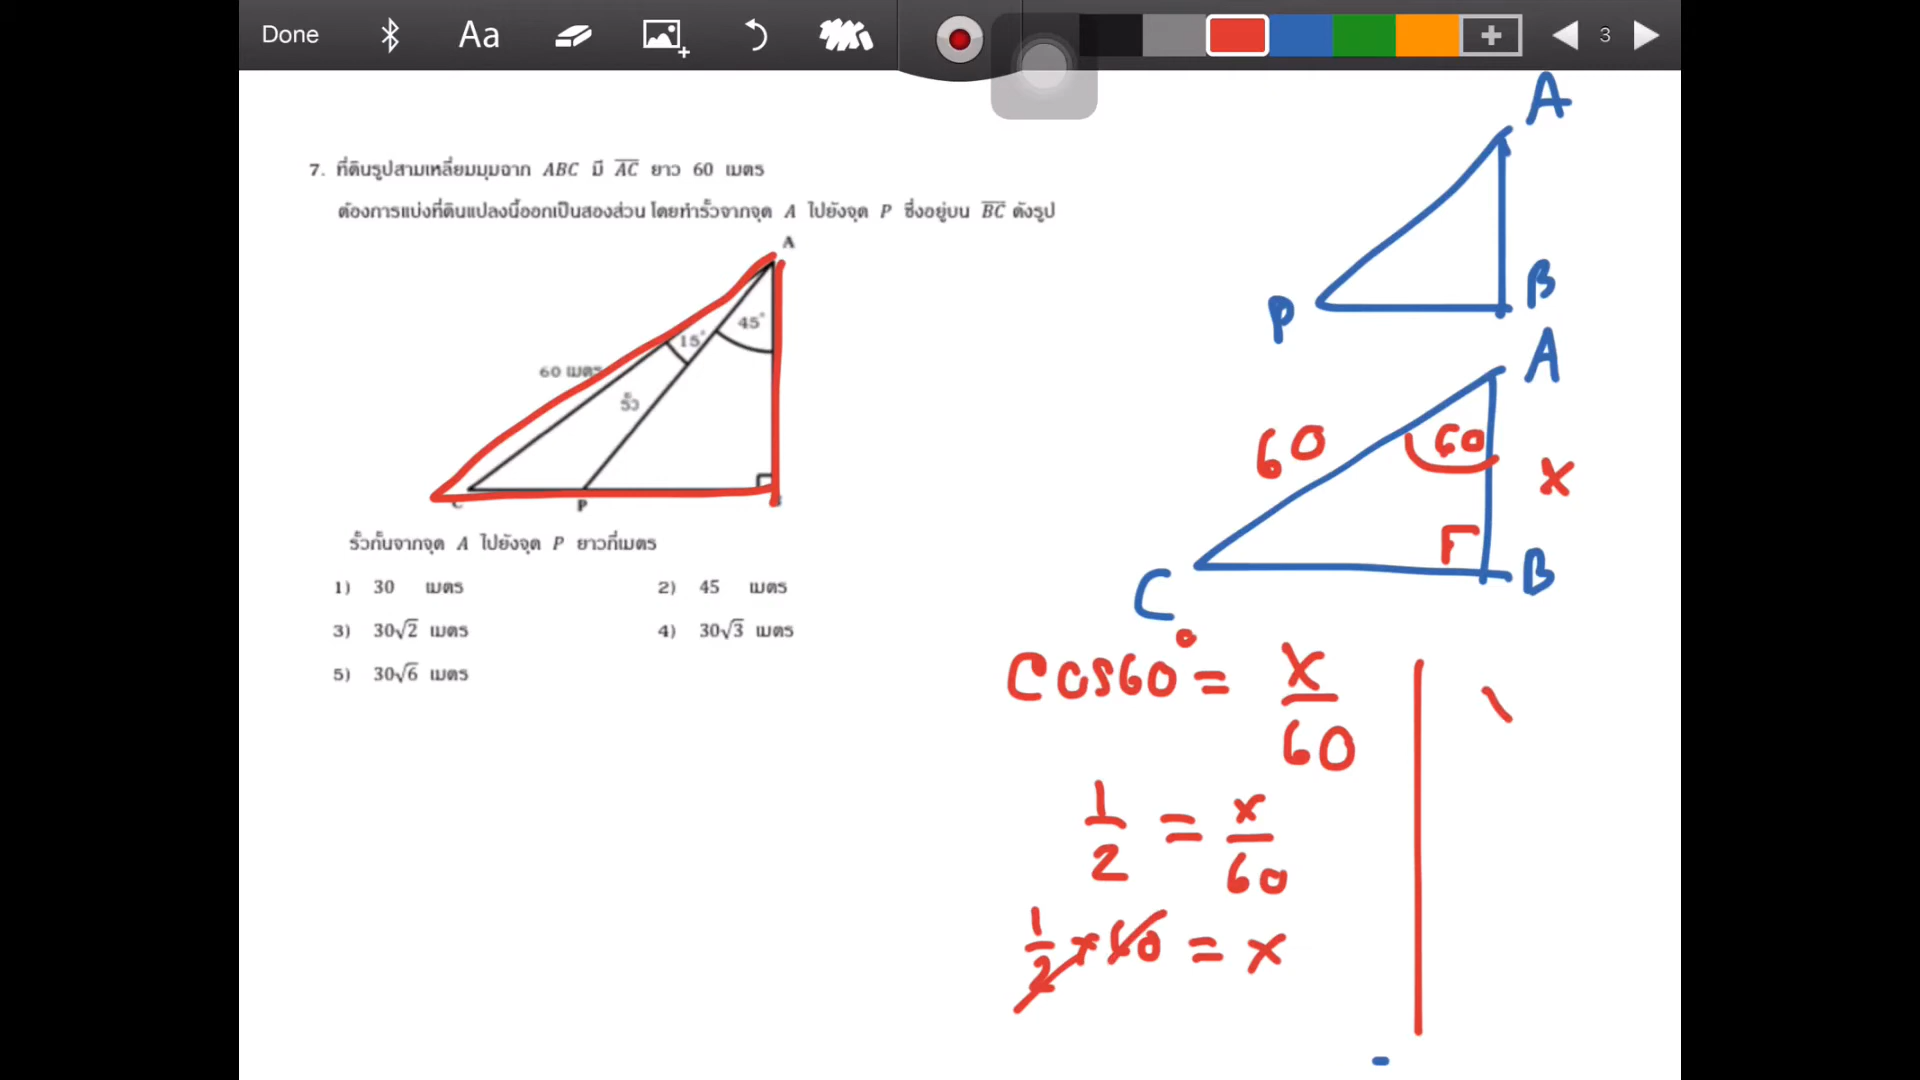 Done Aa 3
7. ที่ดินรูปสามเหลี่ยมมุมฉาก ABC มี \overline{AC} ยาว 60 เมตร
ต้องการแบ่งที่ดินแปลงนี้ออกเป็นสองส่วน โดยทำรั้วจากจุด A ไปยังจุด P ซึ่งอยู่บน \overline{BC} ดังรูป
A
45°
15°
60 เมตร
รั้ว
C P
รั้วกั้นจากจุด A ไปยังจุด P ยาวกี่เมตร
1) 30 เมตร 2) 45 เมตร
3) 30√2 เมตร 4) 30√3 เมตร
5) 30√6 เมตร
A
P B
A
60 60 x
C B
cos60° = x/60
1/2 = x/60
1/2 × 60 = x